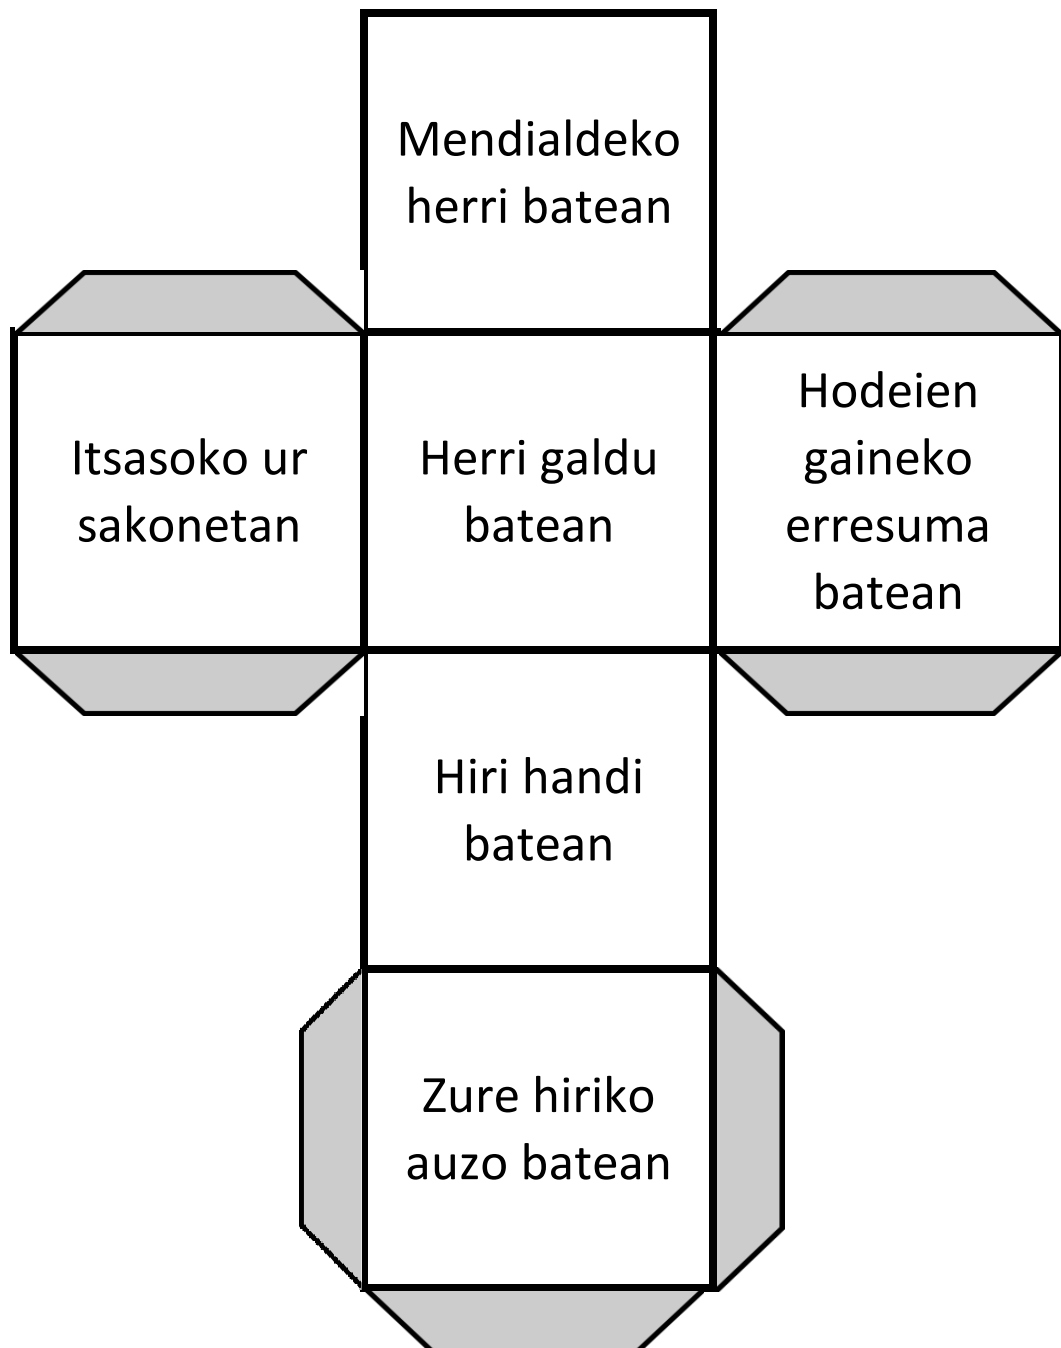 Mendialdeko
herri batean
Itsasoko ur
sakonetan
Herri galdu
batean
Hodeien
gaineko
erresuma
batean
Hiri handi
batean
Zure hiriko
auzo batean